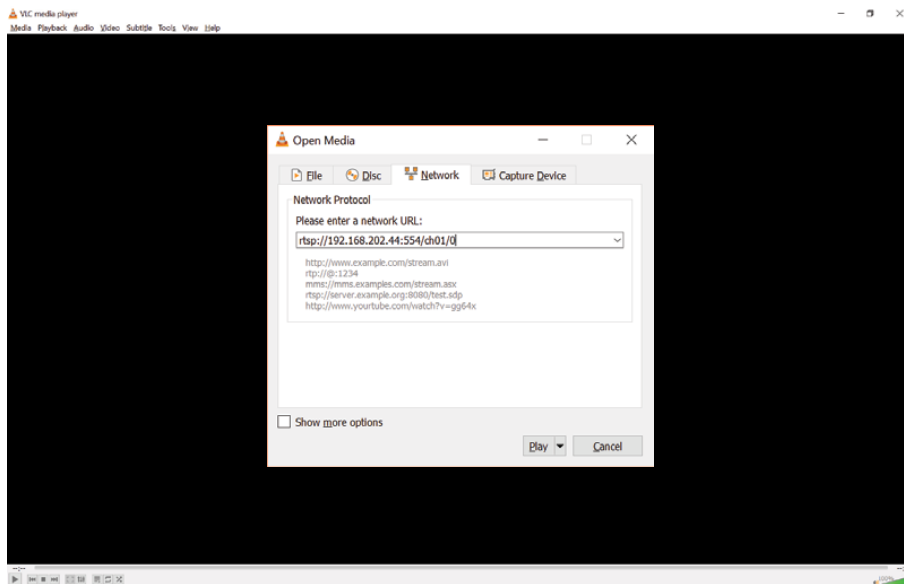 VLC media player
Media Playback Audio Video Subtitle Tools View Help
Open Media
File Disc Network Capture Device
Network Protocol
Please enter a network URL:
rtsp://192.168.202.44:554/ch01/0
http://www.example.com/stream.avi
rtp://@:1234
mms://mms.examples.com/stream.asx
rtsp://server.example.org:8080/test.sdp
http://www.yourtube.com/watch?v=gg64x
Show more options
Play Cancel
--:-- --:--
100%